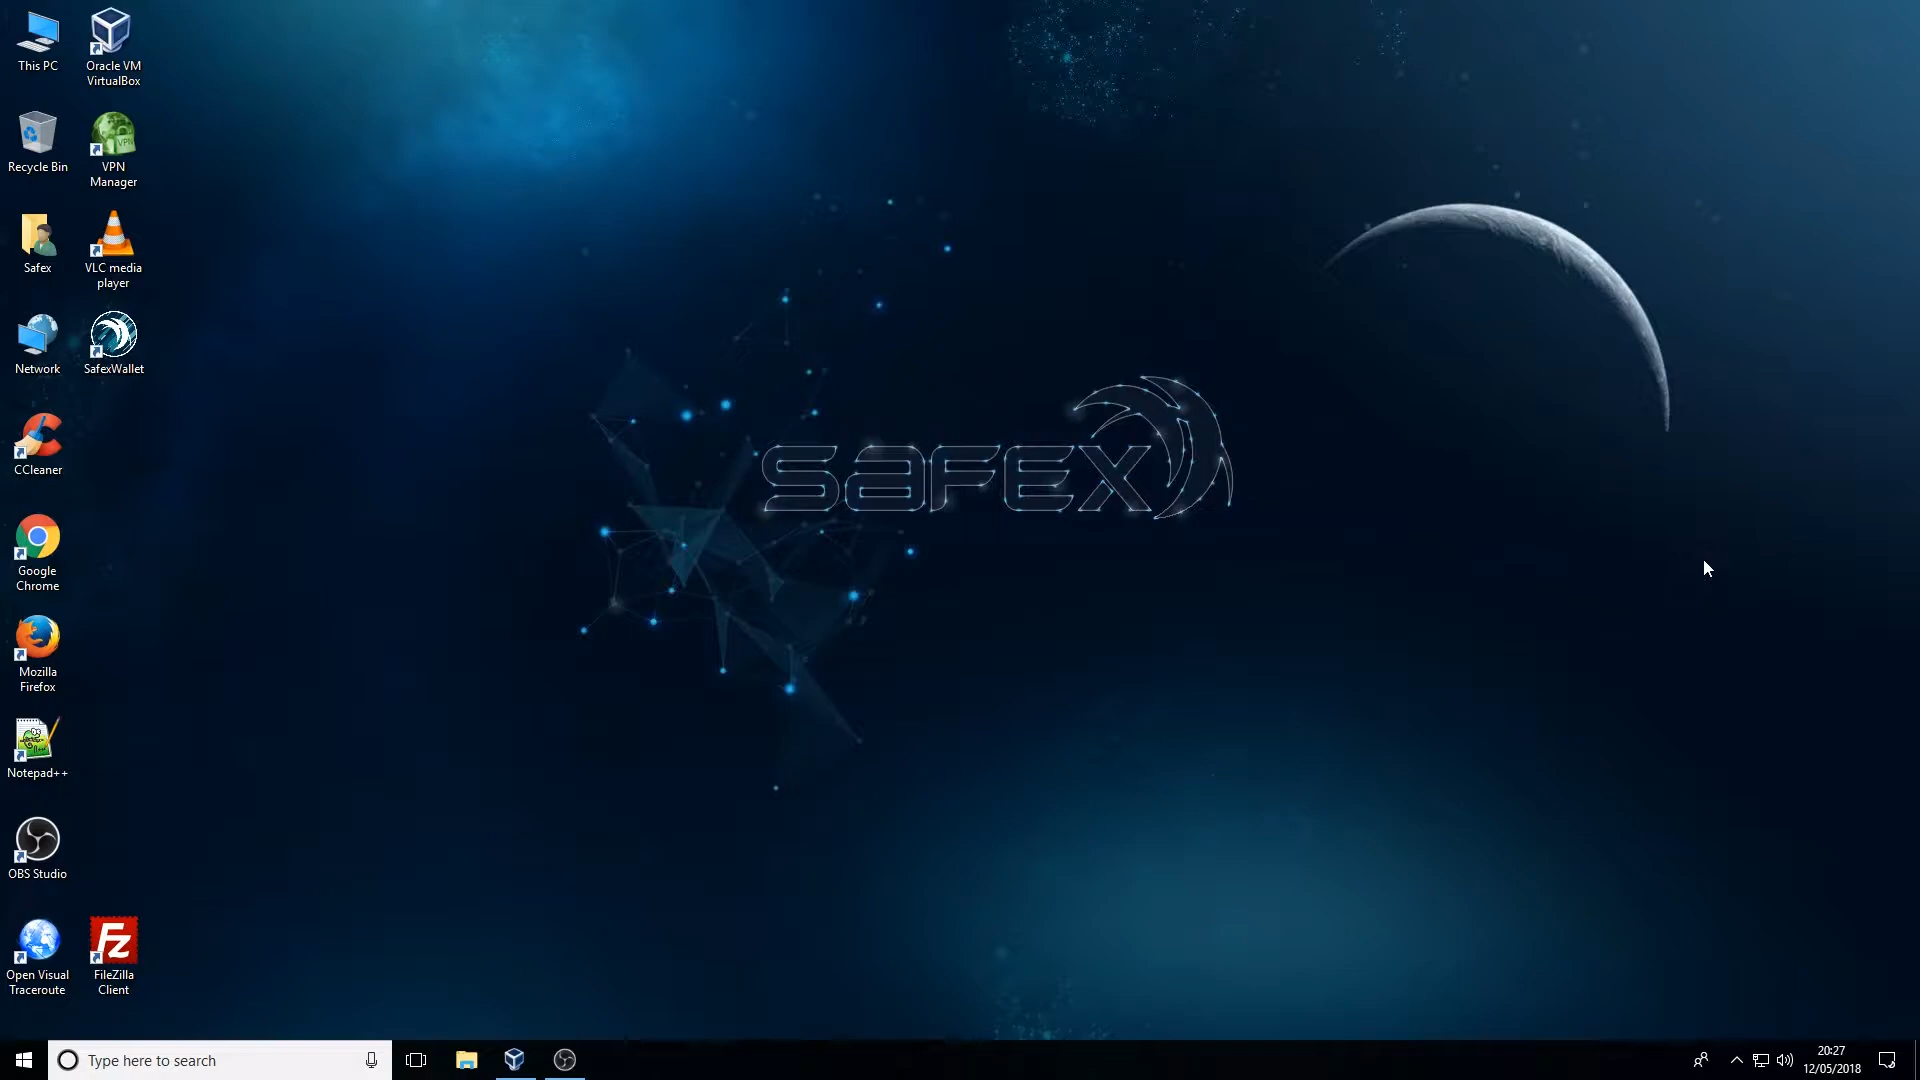 This PC
Oracle VM
VirtualBox
Recycle Bin
VPN
VPN
Manager
Safex
VLC media
player
Network
SafexWallet
CCleaner
Google
Chrome
Mozilla
Firefox
Notepad++
OBS Studio
Open Visual
Traceroute
Fz
FileZilla
Client
SAFEX
Type here to search
20:27
12/05/2018